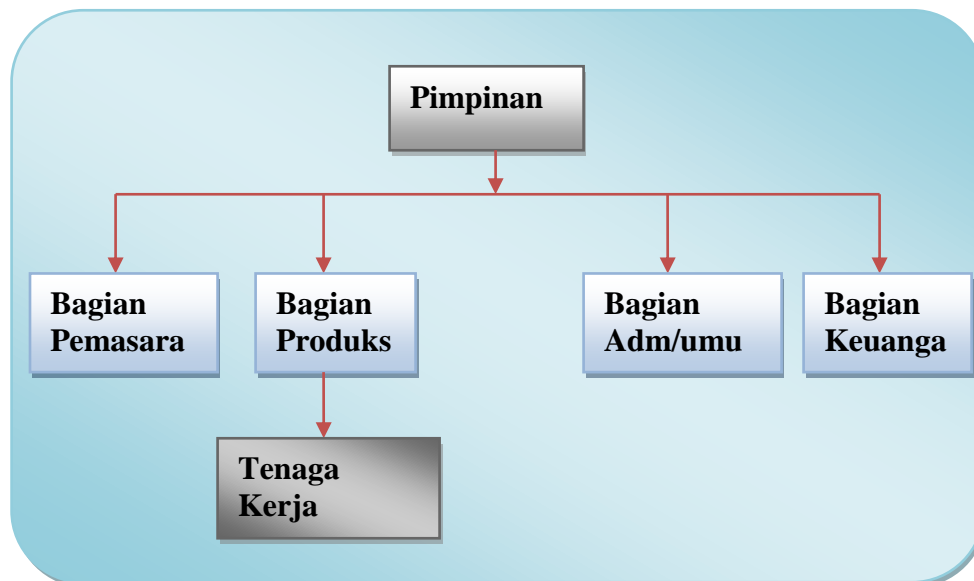 Pimpinan
Bagian
Pemasara
Bagian
Produks
Bagian
Adm/umu
Bagian
Keuanga
Tenaga
Kerja